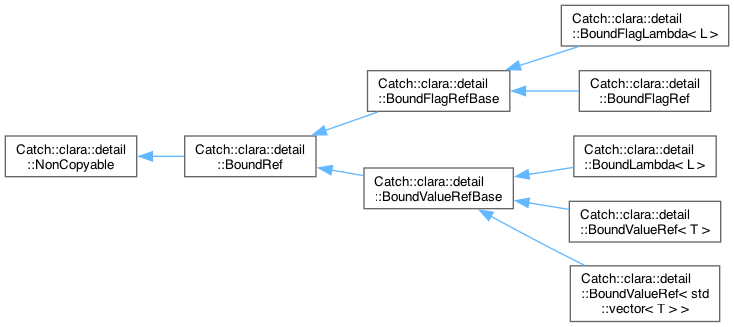 Catch::clara::detail
::NonCopyable
Catch::clara::detail
::BoundRef
Catch::clara::detail
::BoundFlagRefBase
Catch::clara::detail
::BoundFlagLambda< L >
Catch::clara::detail
::BoundFlagRef
Catch::clara::detail
::BoundValueRefBase
Catch::clara::detail
::BoundLambda< L >
Catch::clara::detail
::BoundValueRef< T >
Catch::clara::detail
::BoundValueRef< std
::vector< T > >